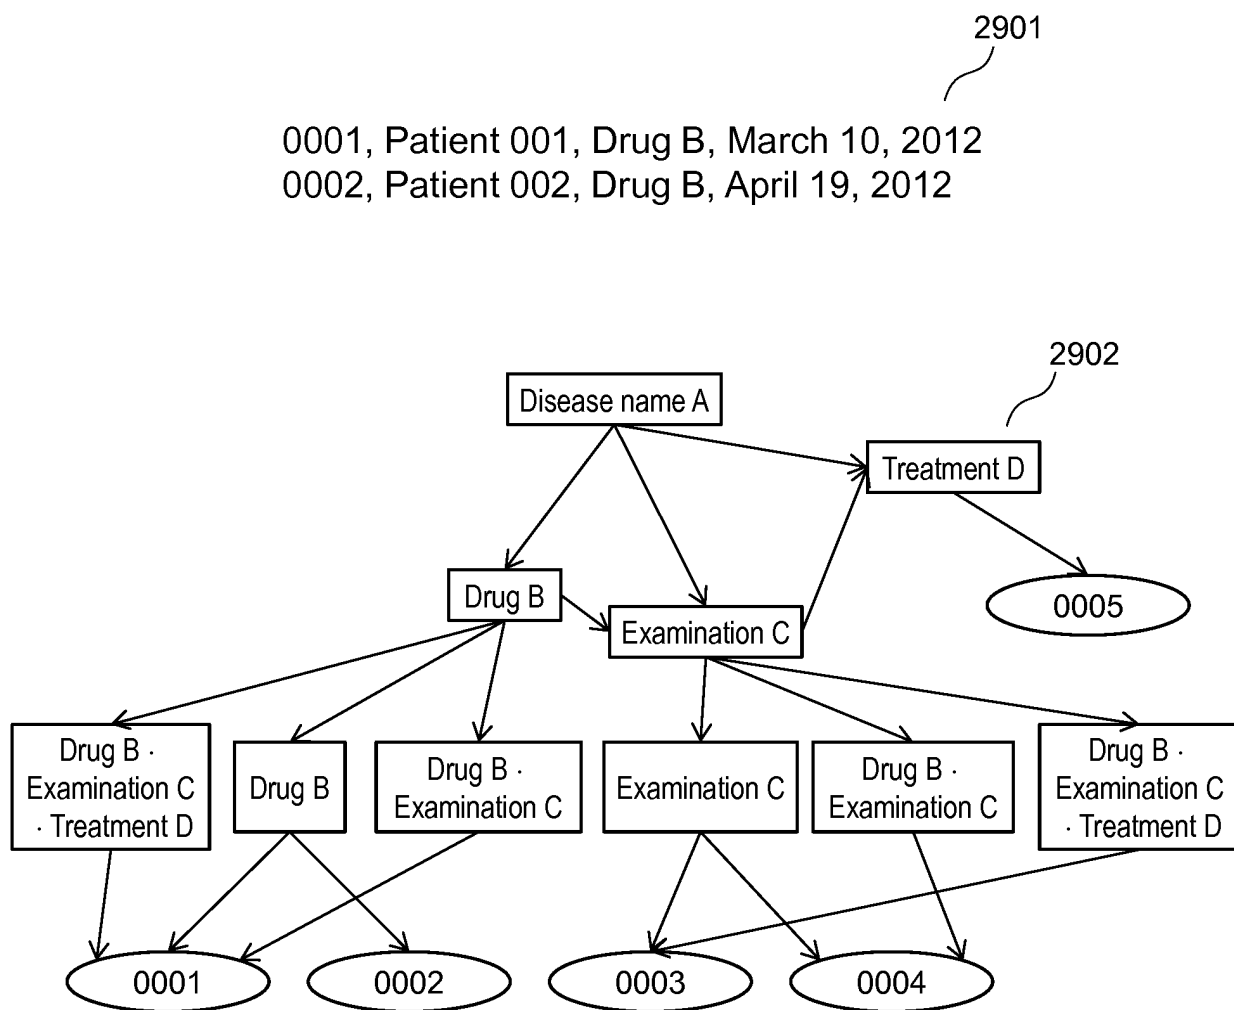 2901
0001, Patient 001, Drug B, March 10, 2012
0002, Patient 002, Drug B, April 19, 2012
2902
Disease name A
Treatment D
Drug B
Examination C
0005
Drug B ·
Examination C
· Treatment D
Drug B
Drug B ·
Examination C
Examination C
Drug B ·
Examination C
Drug B ·
Examination C
· Treatment D
0001
0002
0003
0004